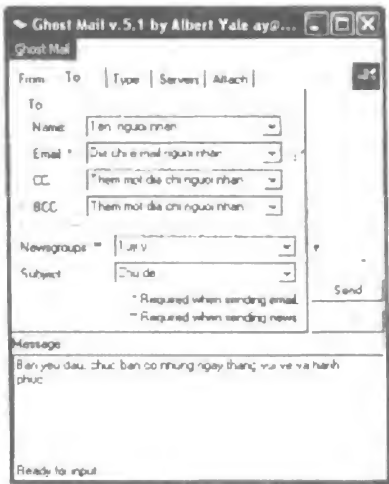 Ghost Mail v.5.1 by Albert Yale ay@...
Ghost Mail
From To Type Servers Attach
To
Name: Ten nguoi nhan
Email * Dia chi e mail nguoi nhan
CC Them mot dia chi nguoi nhan
BCC Them mot dia chi nguoi nhan
Newsgroups ** Tuy y
Subject Chu de
Send
* Required when sending email
** Required when sending news
Message
Ban yeu dau, chuc ban co nhung ngay thang vui ve va hanh
phuc
Ready for input